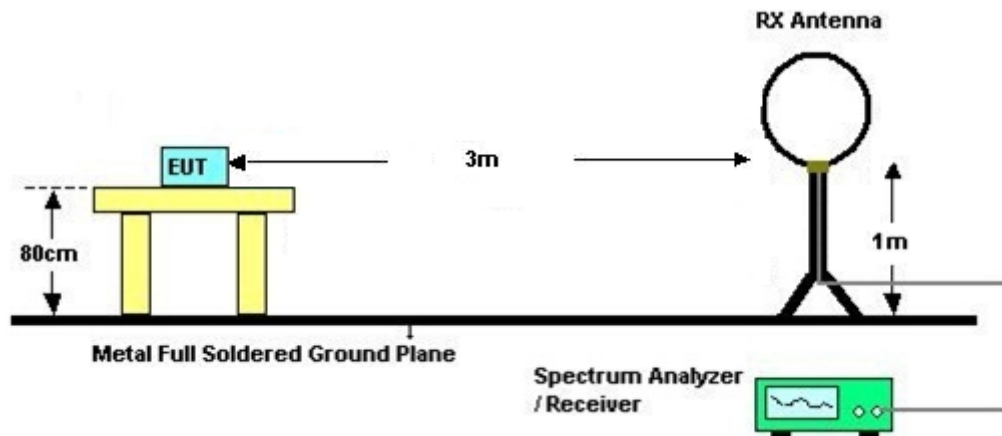 RX Antenna
EUT
3m
80cm
1m
Metal Full Soldered Ground Plane
Spectrum Analyzer
/ Receiver